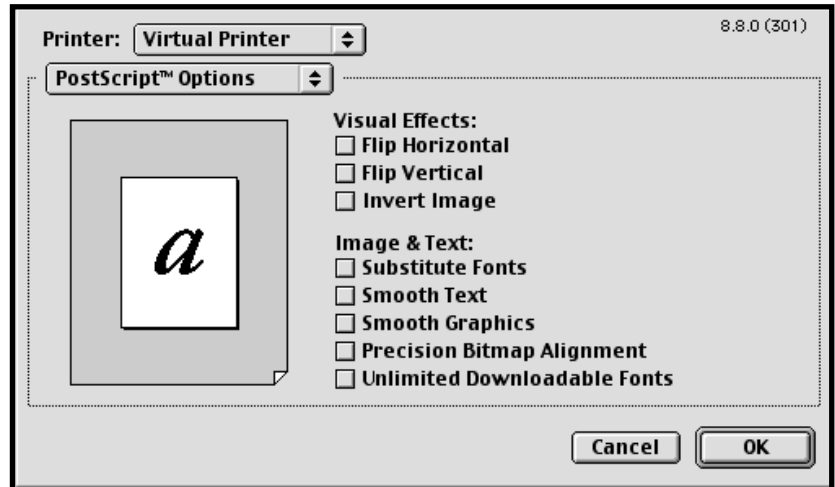 Printer: Virtual Printer 8.8.0 (301)
PostScript™ Options
Visual Effects:
Flip Horizontal
Flip Vertical
Invert Image
a
Image & Text:
Substitute Fonts
Smooth Text
Smooth Graphics
Precision Bitmap Alignment
Unlimited Downloadable Fonts
Cancel OK